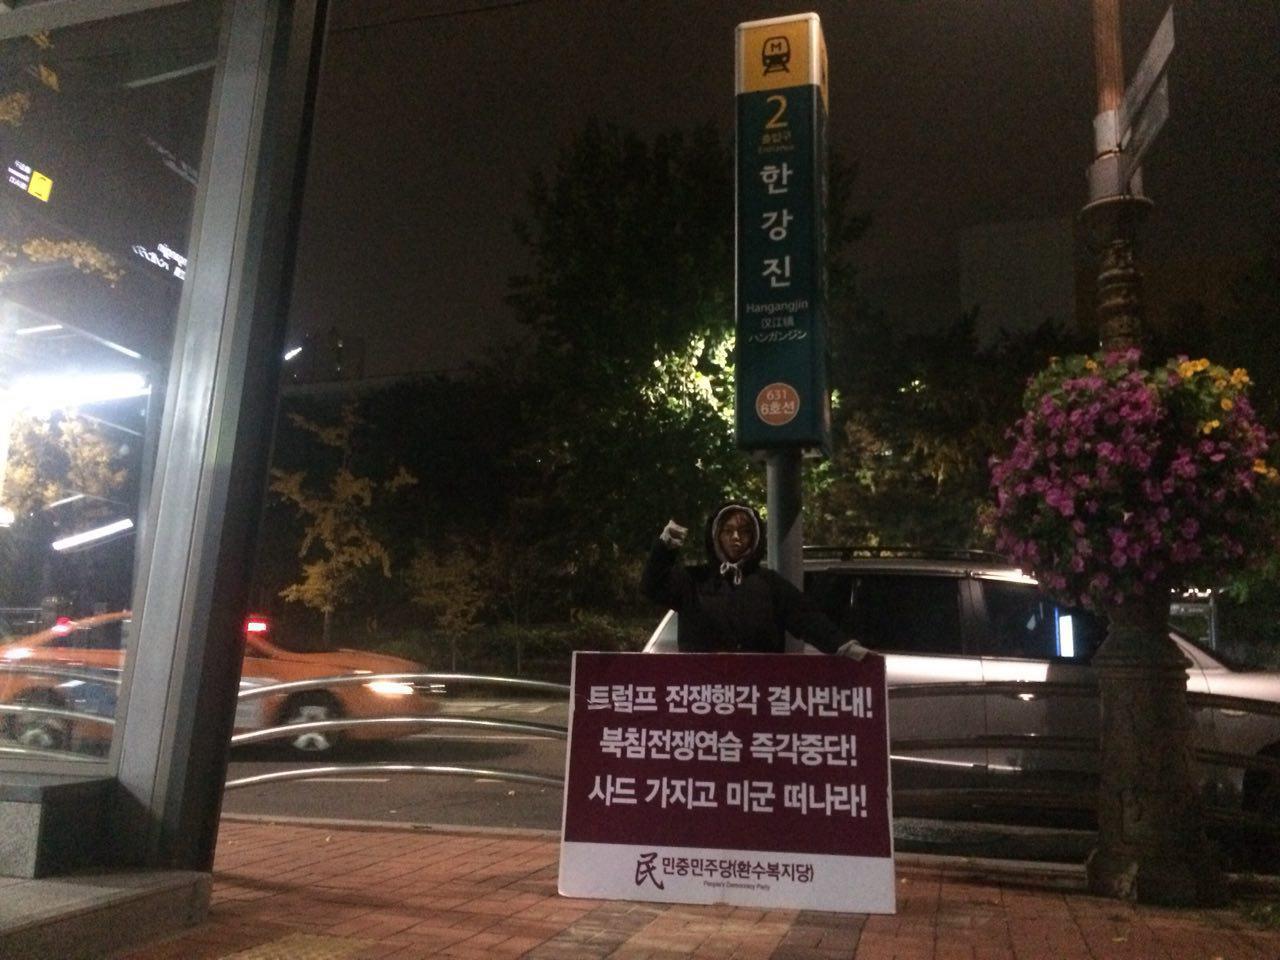 M
2
출입구
Entrance
한
강
진
Hangangjin
汉江镇
ハンガンジン
631
6호선
트럼프 전쟁행각 결사반대!
북침전쟁연습 즉각중단!
사드 가지고 미군 떠나라!
民 민중민주당(환수복지당)
People's Democracy Party